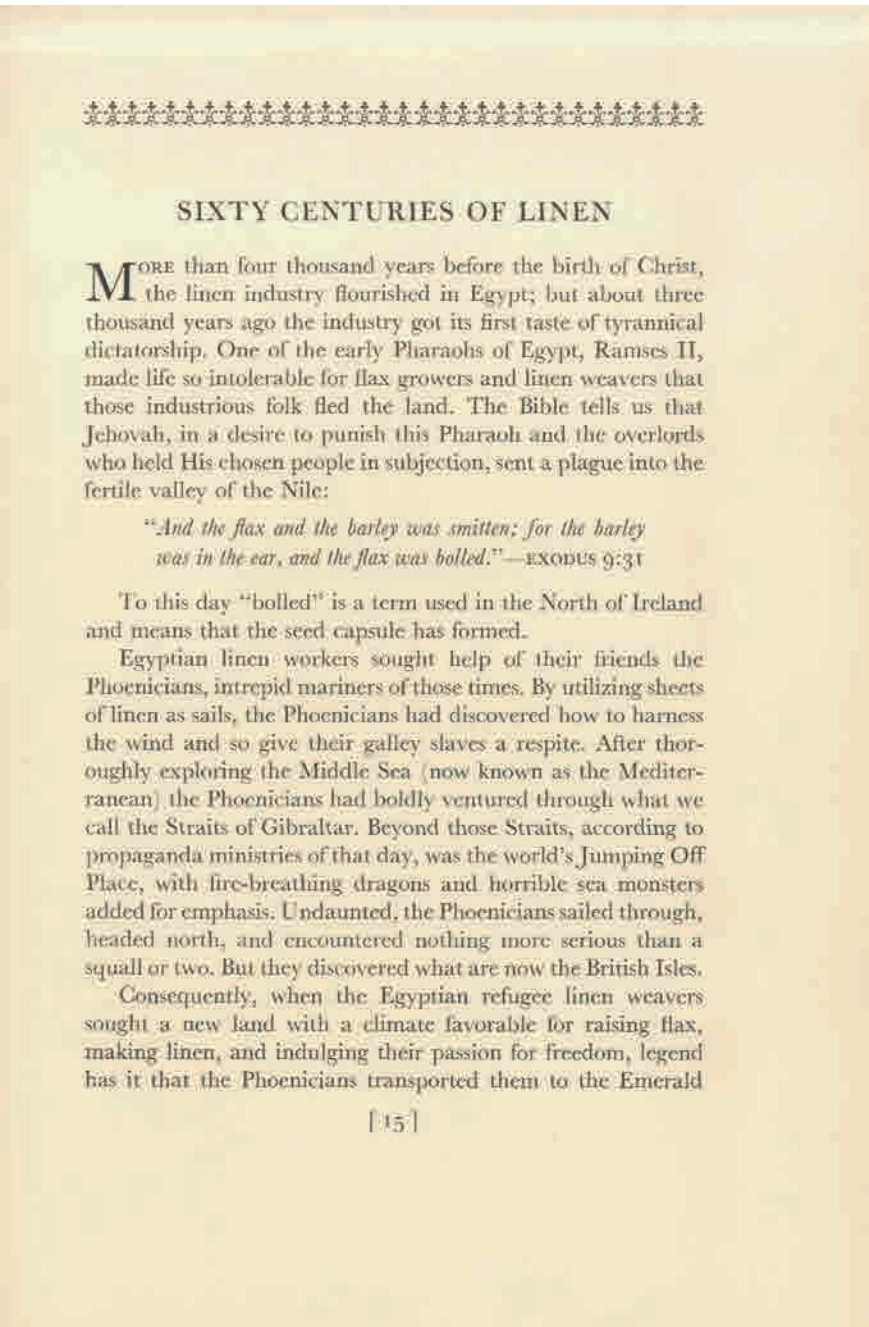 SIXTY CENTURIES OF LINEN
MORE than four thousand years before the birth of Christ,
the linen industry flourished in Egypt; but about three
thousand years ago the industry got its first taste of tyrannical
dictatorship. One of the early Pharaohs of Egypt, Ramses II,
made life so intolerable for flax growers and linen weavers that
those industrious folk fled the land. The Bible tells us that
Jehovah, in a desire to punish this Pharaoh and the overlords
who held His chosen people in subjection, sent a plague into the
fertile valley of the Nile:
"And the flax and the barley was smitten; for the barley
was in the ear, and the flax was bolled."—EXODUS 9:31
To this day "bolled" is a term used in the North of Ireland
and means that the seed capsule has formed.
Egyptian linen workers sought help of their friends the
Phoenicians, intrepid mariners of those times. By utilizing sheets
of linen as sails, the Phoenicians had discovered how to harness
the wind and so give their galley slaves a respite. After thor-
oughly exploring the Middle Sea (now known as the Mediter-
ranean) the Phoenicians had boldly ventured through what we
call the Straits of Gibraltar. Beyond those Straits, according to
propaganda ministries of that day, was the world's Jumping Off
Place, with fire-breathing dragons and horrible sea monsters
added for emphasis. Undaunted, the Phoenicians sailed through,
headed north, and encountered nothing more serious than a
squall or two. But they discovered what are now the British Isles.
Consequently, when the Egyptian refugee linen weavers
sought a new land with a climate favorable for raising flax,
making linen, and indulging their passion for freedom, legend
has it that the Phoenicians transported them to the Emerald
[ 15 ]